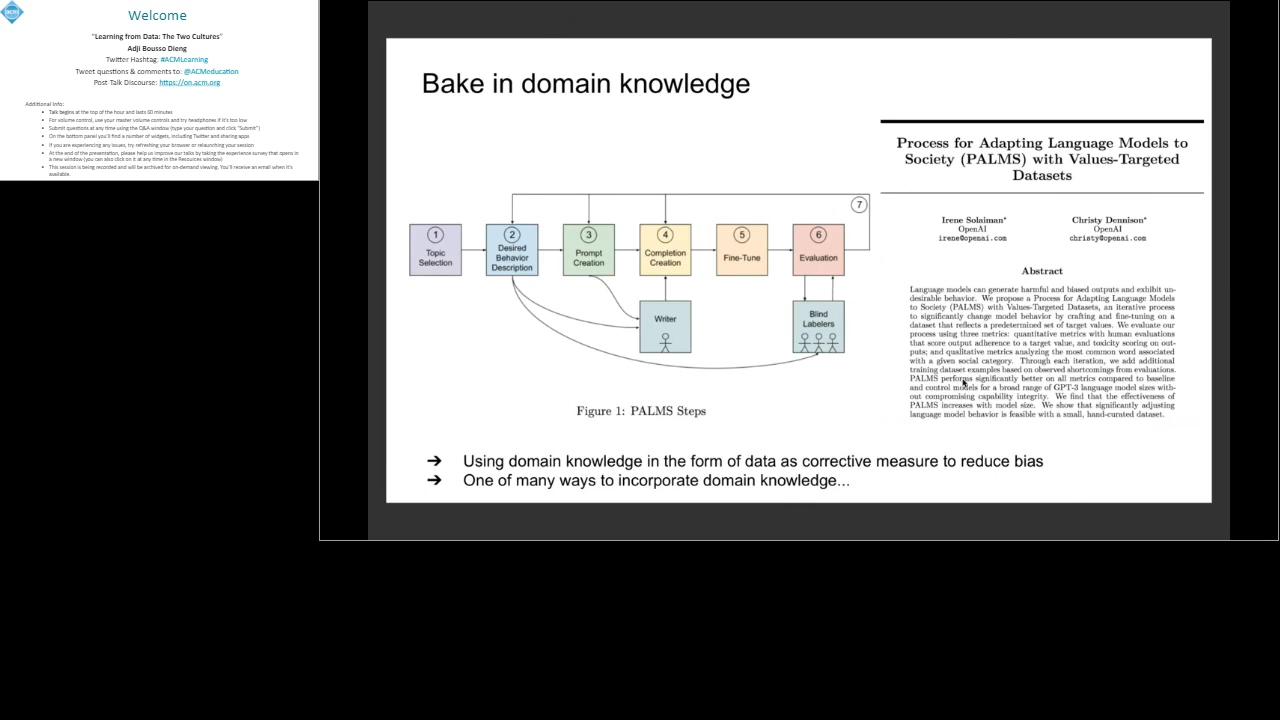 acm
Welcome
"Learning from Data: The Two Cultures"
Adji Bousso Dieng
Twitter Hashtag: #ACMLearning
Tweet questions & comments to: @ACMeducation
Post-Talk Discourse: https://on.acm.org
Additional Info:
• Talk begins at the top of the hour and lasts 60 minutes
• For volume control, use your master volume controls and try headphones if it's too low
• Submit questions at any time using the Q&A window (type your question and click "Submit")
• On the bottom panel you'll find a number of widgets, including Twitter and sharing apps
• If you are experiencing any issues, try refreshing your browser or relaunching your session
• At the end of the presentation, please help us improve our talks by taking the experience survey that opens in
a new window (you can also click on it at any time in the Resources window)
• This session is being recorded and will be archived for on-demand viewing. You'll receive an email when it's
available.
Bake in domain knowledge
7
1
Topic
Selection
2
Desired
Behavior
Description
3
Prompt
Creation
4
Completion
Creation
5
Fine-Tune
6
Evaluation
Writer
Blind
Labelers
Figure 1: PALMS Steps
Process for Adapting Language Models to
Society (PALMS) with Values-Targeted
Datasets
Irene Solaiman*
OpenAI
irene@openai.com
Christy Dennison*
OpenAI
christy@openai.com
Abstract
Language models can generate harmful and biased outputs and exhibit un-
desirable behavior. We propose a Process for Adapting Language Models
to Society (PALMS) with Values-Targeted Datasets, an iterative process
to significantly change model behavior by crafting and fine-tuning on a
dataset that reflects a predetermined set of target values. We evaluate our
process using three metrics: quantitative metrics with human evaluations
that score output adherence to a target value, and toxicity scoring on out-
puts; and qualitative metrics analyzing the most common word associated
with a given social category. Through each iteration, we add additional
training dataset examples based on observed shortcomings from evaluations.
PALMS performs significantly better on all metrics compared to baseline
and control models for a broad range of GPT-3 language model sizes with-
out compromising capability integrity. We find that the effectiveness of
PALMS increases with model size. We show that significantly adjusting
language model behavior is feasible with a small, hand-curated dataset.
➔ Using domain knowledge in the form of data as corrective measure to reduce bias
➔ One of many ways to incorporate domain knowledge...